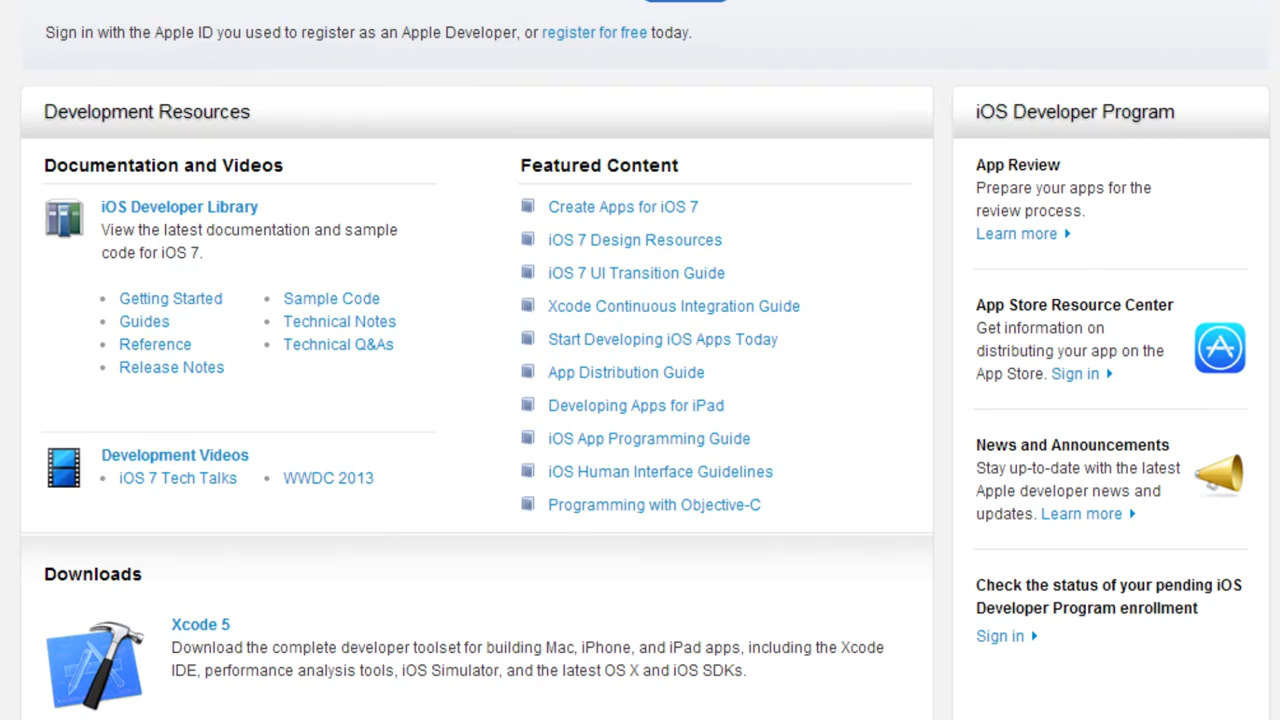 Sign in with the Apple ID you used to register as an Apple Developer, or register for free today.
Development Resources
Documentation and Videos
iOS Developer Library
View the latest documentation and sample
code for iOS 7.
Getting Started
Guides
Reference
Release Notes
Sample Code
Technical Notes
Technical Q&As
Development Videos
iOS 7 Tech Talks
WWDC 2013
Featured Content
Create Apps for iOS 7
iOS 7 Design Resources
iOS 7 UI Transition Guide
Xcode Continuous Integration Guide
Start Developing iOS Apps Today
App Distribution Guide
Developing Apps for iPad
iOS App Programming Guide
iOS Human Interface Guidelines
Programming with Objective-C
Downloads
Xcode 5
Download the complete developer toolset for building Mac, iPhone, and iPad apps, including the Xcode
IDE, performance analysis tools, iOS Simulator, and the latest OS X and iOS SDKs.
iOS Developer Program
App Review
Prepare your apps for the
review process.
Learn more
App Store Resource Center
Get information on
distributing your app on the
App Store. Sign in
News and Announcements
Stay up-to-date with the latest
Apple developer news and
updates. Learn more
Check the status of your pending iOS
Developer Program enrollment
Sign in